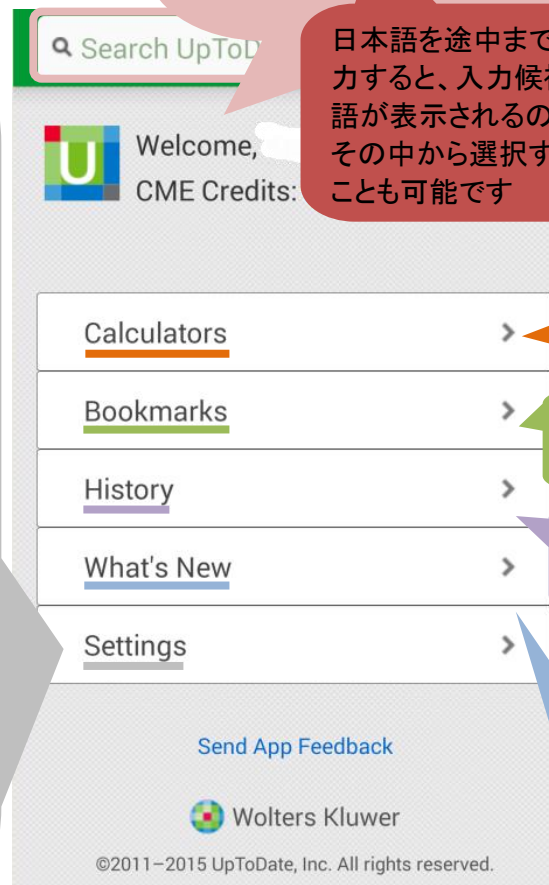 Search UpToD
日本語を途中まで
力すると、入力候
語が表示されるの
その中から選択す
ことも可能です
Welcome,
CME Credits:
Calculators
Bookmarks
History
What's New
Settings
Send App Feedback
Wolters Kluwer
©2011–2015 UpToDate, Inc. All rights reserved.